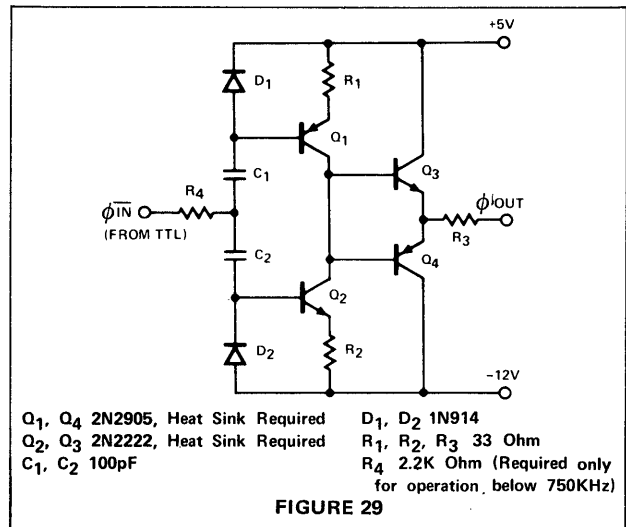 +5V
D1
R1
Q1
C1
Q3
R4
ϕIN
ϕOUT
(FROM TTL)
R3
C2
Q4
Q2
D2
R2
-12V
Q1, Q4 2N2905, Heat Sink Required
Q2, Q3 2N2222, Heat Sink Required
C1, C2 100pF
D1, D2 1N914
R1, R2, R3 33 Ohm
R4 2.2K Ohm (Required only
for operation below 750KHz)
FIGURE 29